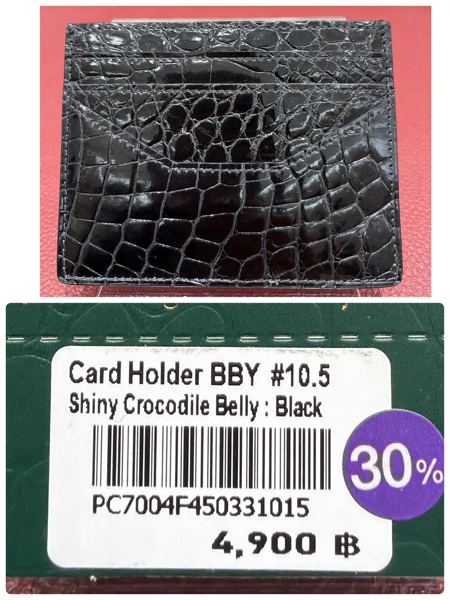 Card Holder BBY #10.5
Shiny Crocodile Belly : Black
30%
PC7004F450331015
4,900 ฿